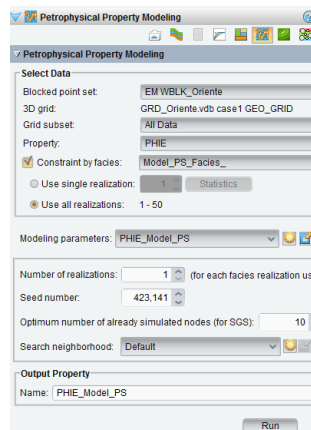 Petrophysical Property Modeling
Petrophysical Property Modeling
Select Data
Blocked point set: EM WBLK_Oriente
3D grid: GRD_Oriente.vdb case1 GEO_GRID
Grid subset: All Data
Property: PHIE
Constraint by facies: Model_PS_Facies_
Use single realization: 1 Statistics
Use all realizations: 1 - 50
Modeling parameters: PHIE_Model_PS
Number of realizations: 1 (for each facies realization us
Seed number: 423,141
Optimum number of already simulated nodes (for SGS): 10
Search neighborhood: Default
Output Property
Name: PHIE_Model_PS
Run